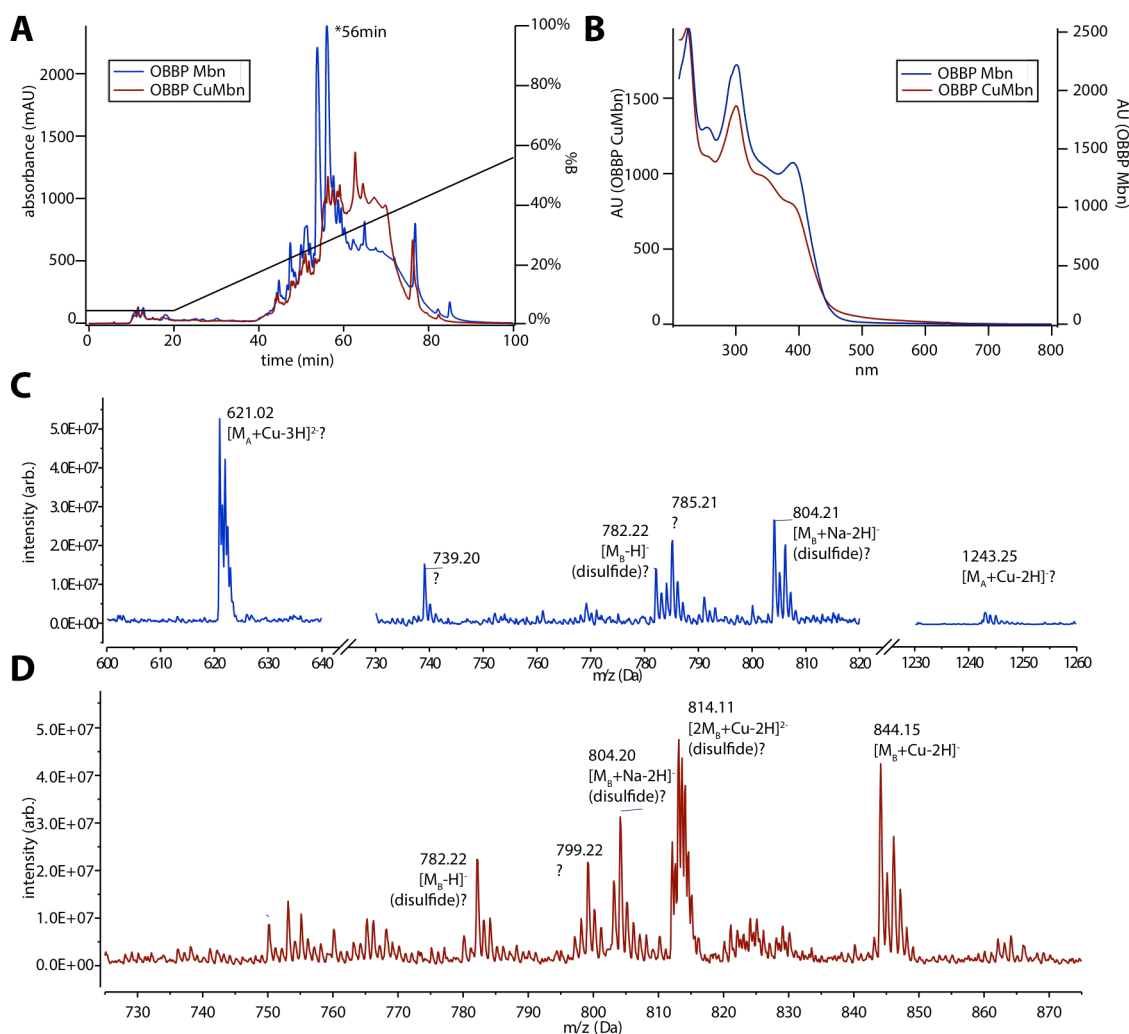 A
*56min
OBBP Mbn
OBBP CuMbn
absorbance (mAU)
2000
1500
1000
500
0
100%
80%
60%
40%
20%
0%
%B
0
20
40
60
80
100
time (min)
B
OBBP Mbn
OBBP CuMbn
AU (OBBP CuMbn)
1500
1000
500
0
2500
2000
1500
1000
500
0
AU (OBBP Mbn)
300
400
500
600
700
800
nm
C
intensity (arb.)
5.0E+07
4.0E+07
3.0E+07
2.0E+07
1.0E+07
0.0E+00
621.02
[MA+Cu-3H]2-?
739.20
?
782.22
[MB-H]-
(disulfide)?
785.21
?
804.21
[MB+Na-2H]-
(disulfide)?
1243.25
[MA+Cu-2H]-?
600
610
620
630
640
730
740
750
760
770
780
790
800
810
820
1230
1240
1250
1260
m/z (Da)
D
intensity (arb.)
5.0E+07
4.0E+07
3.0E+07
2.0E+07
1.0E+07
0.0E+00
782.22
[MB-H]-
(disulfide)?
799.22
?
804.20
[MB+Na-2H]-
(disulfide)?
814.11
[2MB+Cu-2H]2-
(disulfide)?
844.15
[MB+Cu-2H]-
730
740
750
760
770
780
790
800
810
820
830
840
850
860
870
m/z (Da)